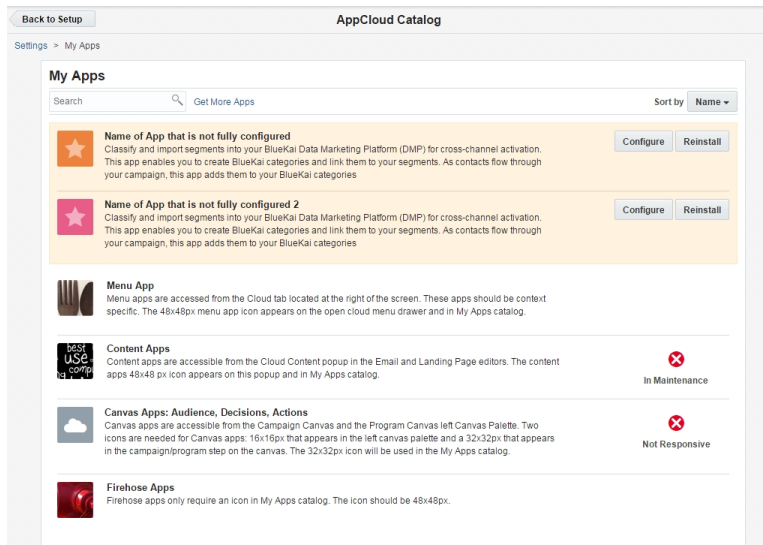 Back to Setup
AppCloud Catalog
Settings > My Apps
My Apps
Search
Get More Apps
Sort by
Name
Name of App that is not fully configured
Classify and import segments into your BlueKai Data Marketing Platform (DMP) for cross-channel activation.
This app enables you to create BlueKai categories and link them to your segments. As contacts flow through
your campaign, this app adds them to your BlueKai categories
Configure
Reinstall
Name of App that is not fully configured 2
Classify and import segments into your BlueKai Data Marketing Platform (DMP) for cross-channel activation.
This app enables you to create BlueKai categories and link them to your segments. As contacts flow through
your campaign, this app adds them to your BlueKai categories
Configure
Reinstall
Menu App
Menu apps are accessed from the Cloud tab located at the right of the screen. These apps should be context
specific. The 48x48px menu app icon appears on the open cloud menu drawer and in My Apps catalog.
best
use
comp
Content Apps
Content apps are accessible from the Cloud Content popup in the Email and Landing Page editors. The content
apps 48x48 px icon appears on this popup and in My Apps catalog.
In Maintenance
Canvas Apps: Audience, Decisions, Actions
Canvas apps are accessible from the Campaign Canvas and the Program Canvas left Canvas Palette. Two
icons are needed for Canvas apps: 16x16px that appears in the left canvas palette and a 32x32px that appears
in the campaign/program step on the canvas. The 32x32px icon will be used in the My Apps catalog.
Not Responsive
Firehose Apps
Firehose apps only require an icon in My Apps catalog. The icon should be 48x48px.